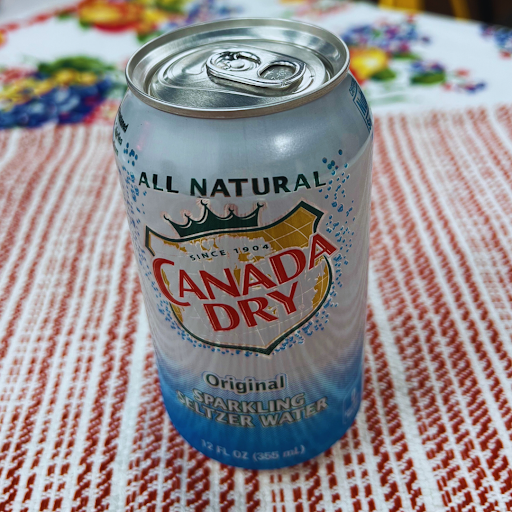 ALL NATURAL
SINCE 1904
CANADA
DRY
Original
SPARKLING
SELTZER WATER
12 FL OZ (355 mL)